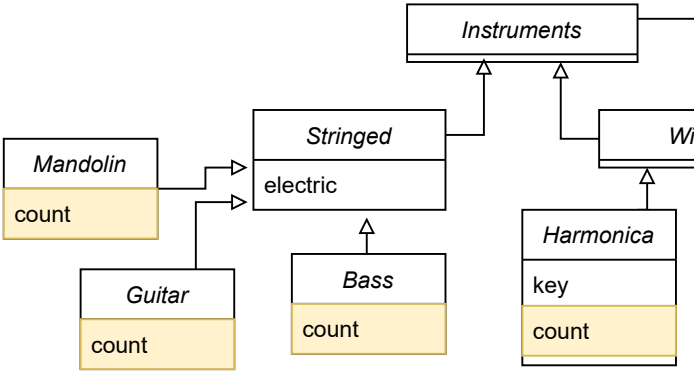 Instruments
Stringed
electric
Mandolin
count
Guitar
count
Bass
count
Harmonica
key
count